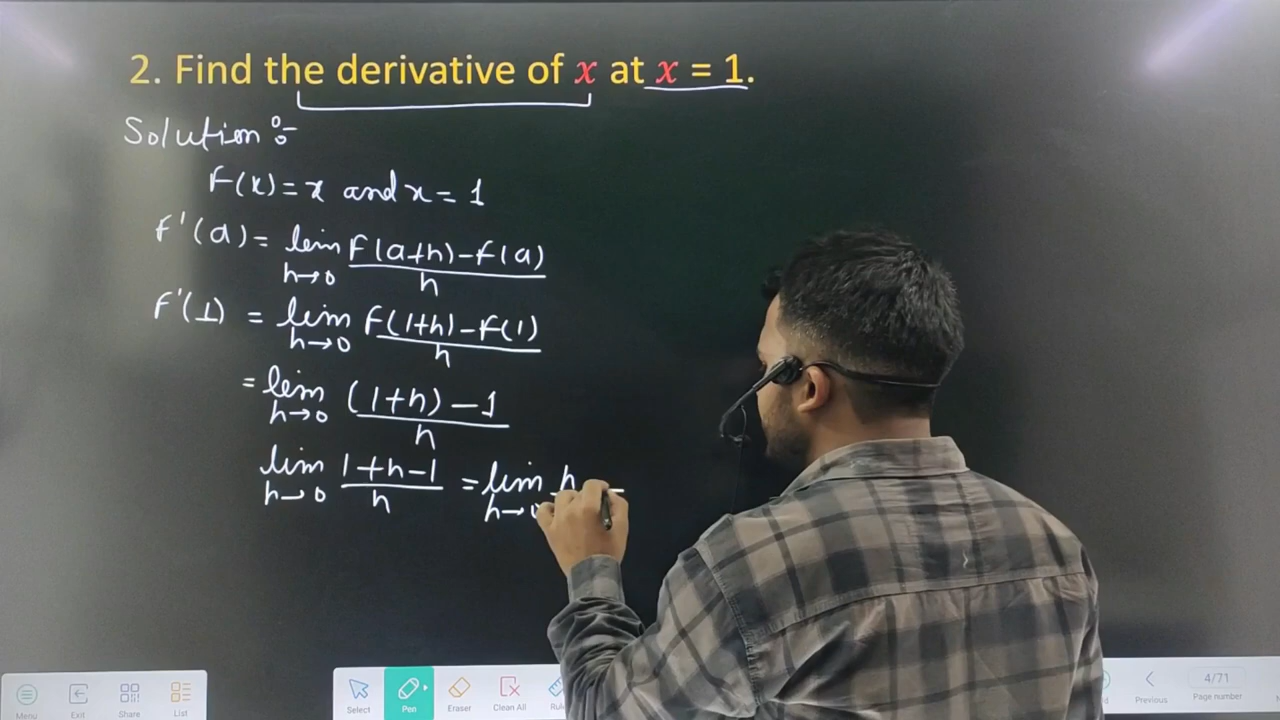 2. Find the derivative of x at x = 1.
Solution :-
F(x) = x and x = 1
F'(a) = lim F(a+h) - F(a)
h→0 h
F'(1) = lim F(1+h) - F(1)
h→0 h
= lim (1+h) - 1
h→0 h
lim 1+h-1 = lim h
h→0 h h→0
Menu
Exit
Share
List
Select
Pen
Eraser
Clean All
Previous
4/71
Page number